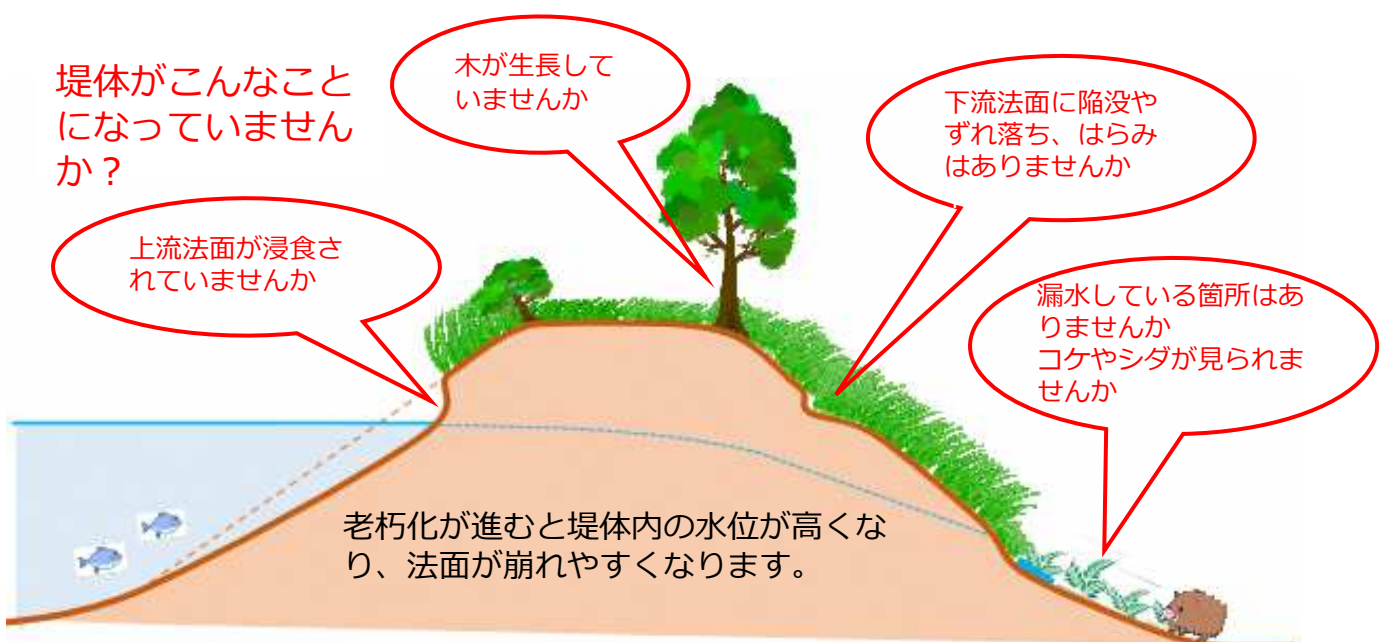 堤体がこんなこと
になっていません
か？
木が生長して
いませんか
下流法面に陥没や
ずれ落ち、はらみ
はありませんか
上流法面が浸食さ
れていませんか
漏水している箇所はあ
りませんか
コケやシダが見られま
せんか
老朽化が進むと堤体内の水位が高くな
り、法面が崩れやすくなります。